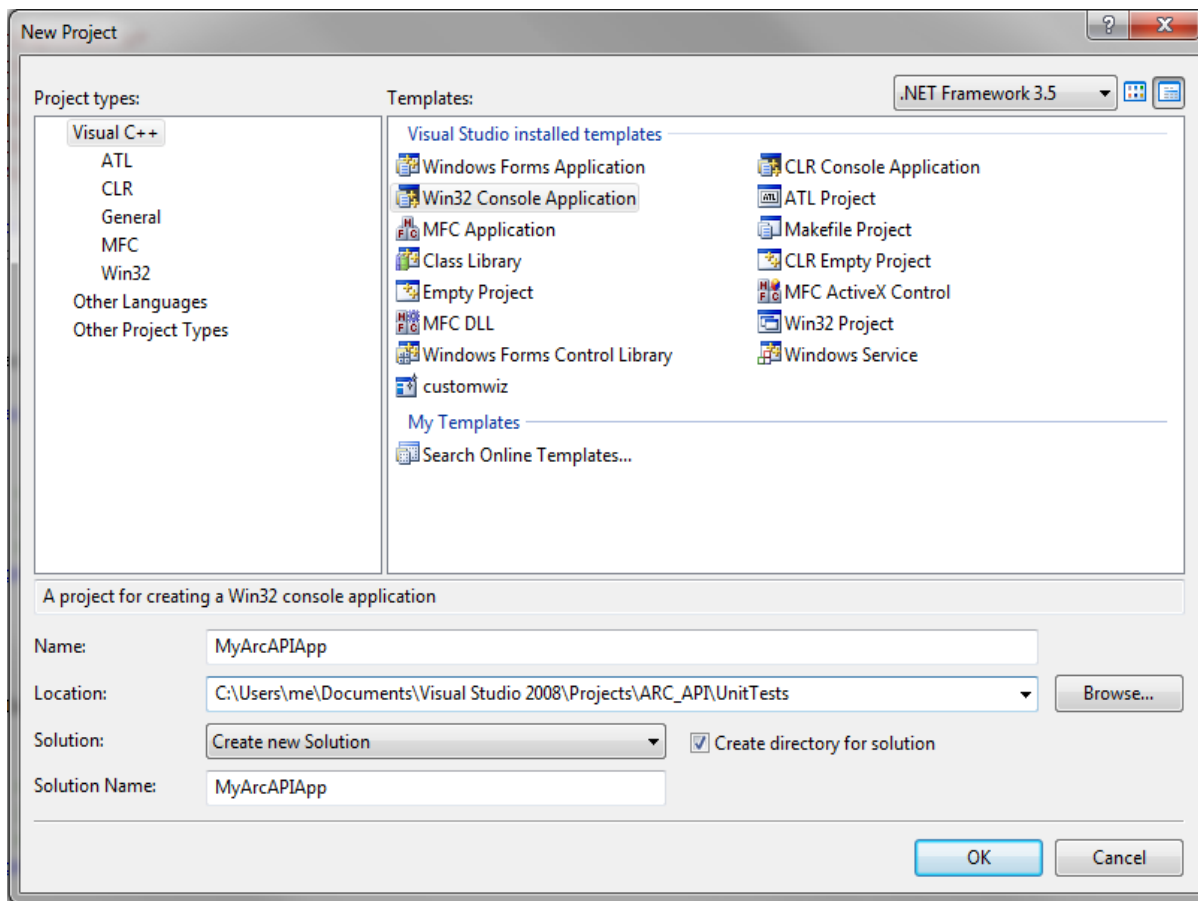 New Project
Project types:
Templates:
.NET Framework 3.5
Visual C++
ATL
CLR
General
MFC
Win32
Other Languages
Other Project Types
Visual Studio installed templates
Windows Forms Application
CLR Console Application
Win32 Console Application
ATL Project
MFC Application
Makefile Project
Class Library
CLR Empty Project
Empty Project
MFC ActiveX Control
MFC DLL
Win32 Project
Windows Forms Control Library
Windows Service
customwiz
My Templates
Search Online Templates...
A project for creating a Win32 console application
Name:
MyArcAPIApp
Location:
C:\Users\me\Documents\Visual Studio 2008\Projects\ARC_API\UnitTests
Browse...
Solution:
Create new Solution
Create directory for solution
Solution Name:
MyArcAPIApp
OK
Cancel